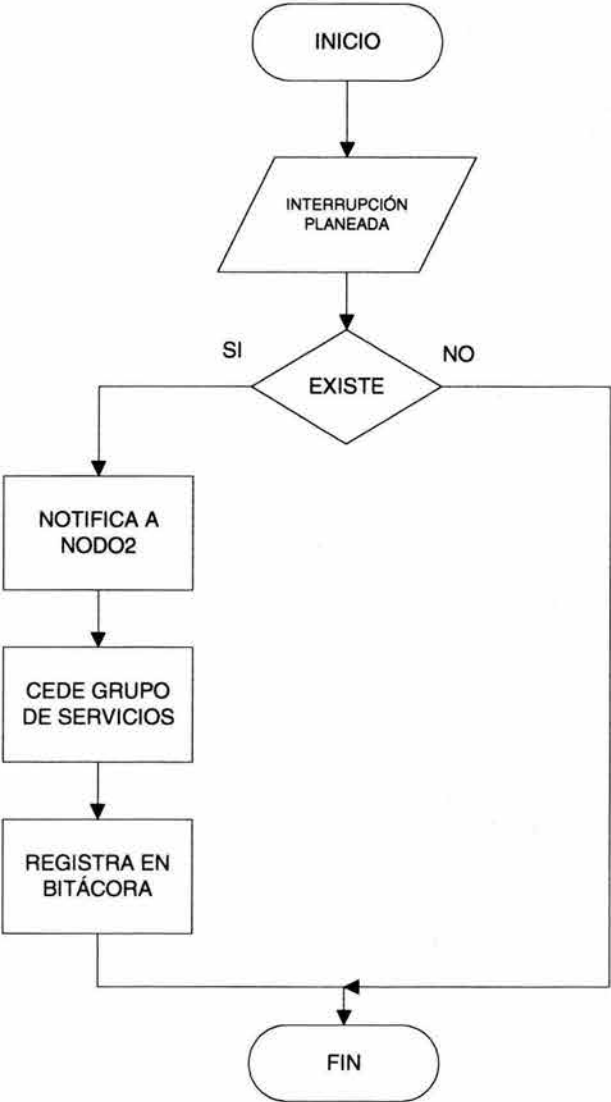 INICIO
INTERRUPCIÓN
PLANEADA
SI
NO
EXISTE
NOTIFICA A
NODO2
CEDE GRUPO
DE SERVICIOS
REGISTRA EN
BITÁCORA
FIN